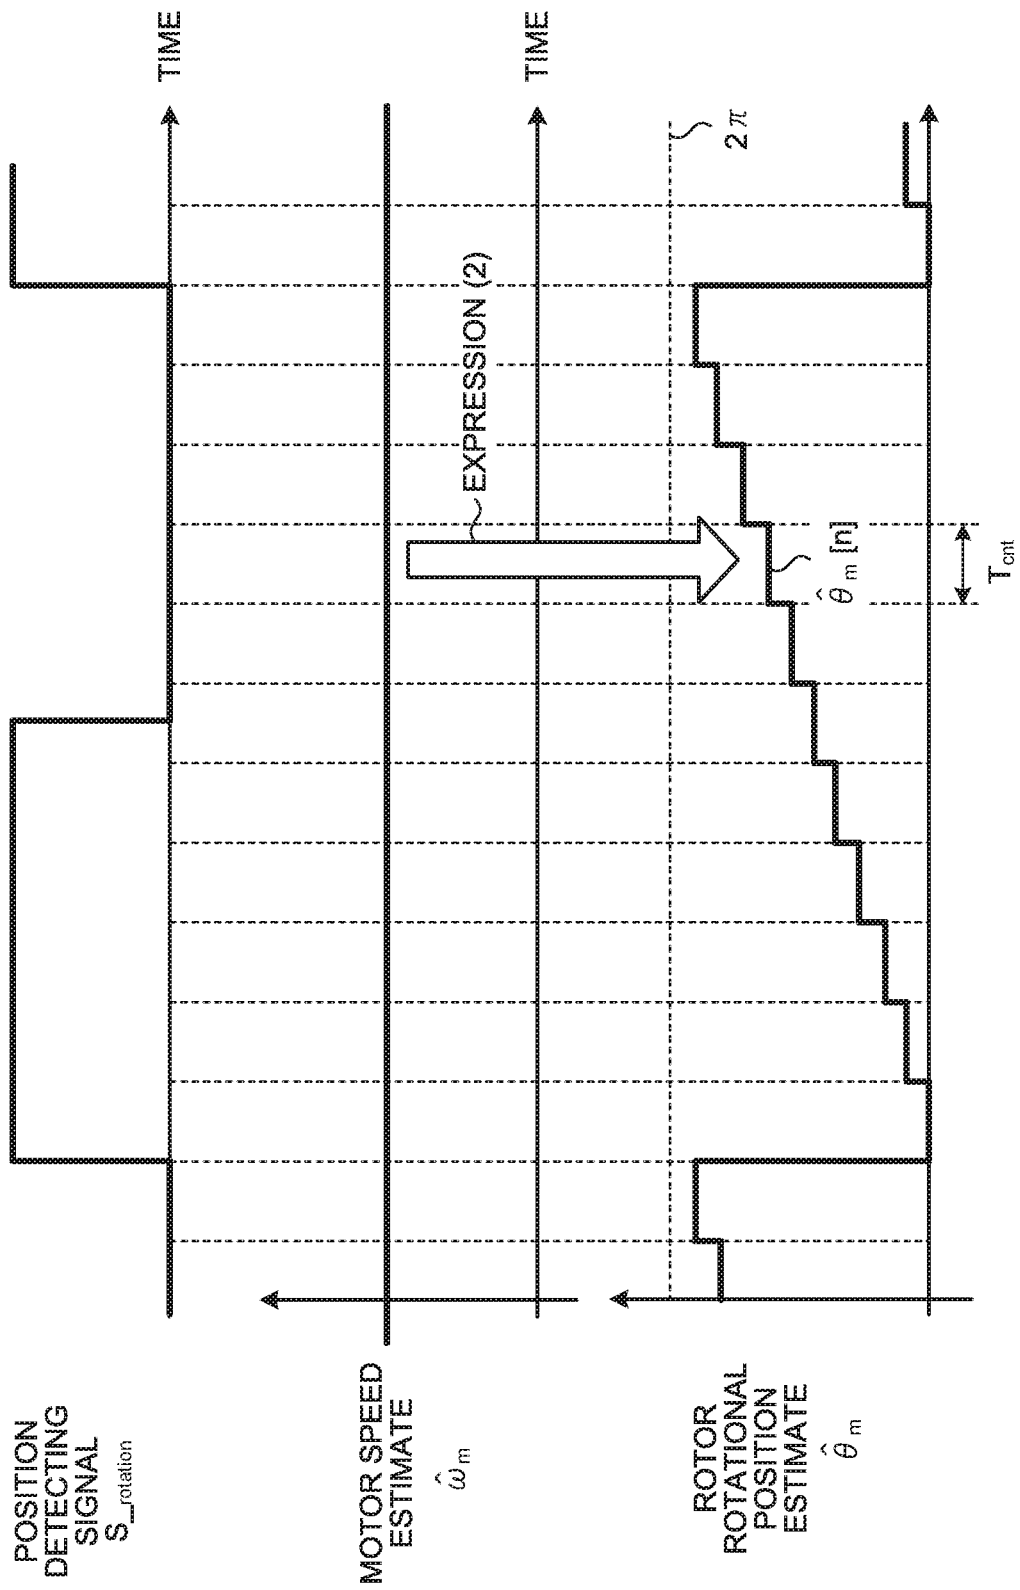 POSITION
DETECTING
SIGNAL
S_rotation
TIME
MOTOR SPEED
ESTIMATE
ω̂m
EXPRESSION (2)
TIME
ROTOR
ROTATIONAL
POSITION
ESTIMATE
θ̂m
2π
θ̂m [n]
Tcnt